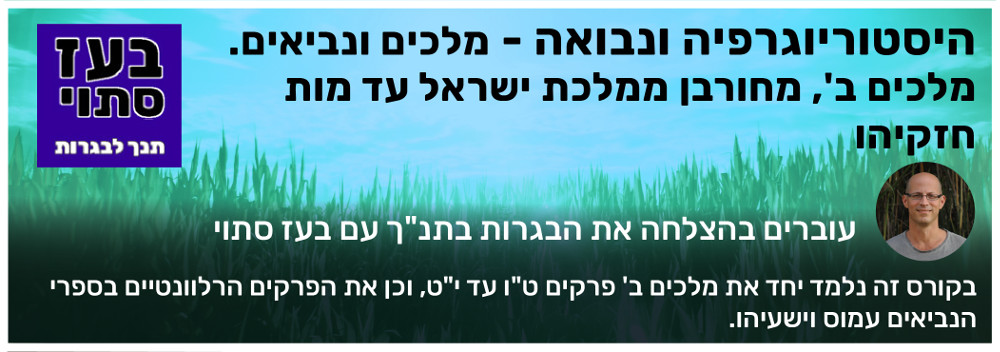 היסטוריוגרפיה ונבואה - מלכים ונביאים.
מלכים ב', מחורבן ממלכת ישראל עד מות
חזקיהו
בעז
סתוי
תנך לבגרות
עוברים בהצלחה את הבגרות בתנ"ך עם בעז סתוי
בקורס זה נלמד יחד את מלכים ב' פרקים ט"ו עד י"ט, וכן את הפרקים הרלוונטיים בספרי
הנביאים עמוס וישעיהו.